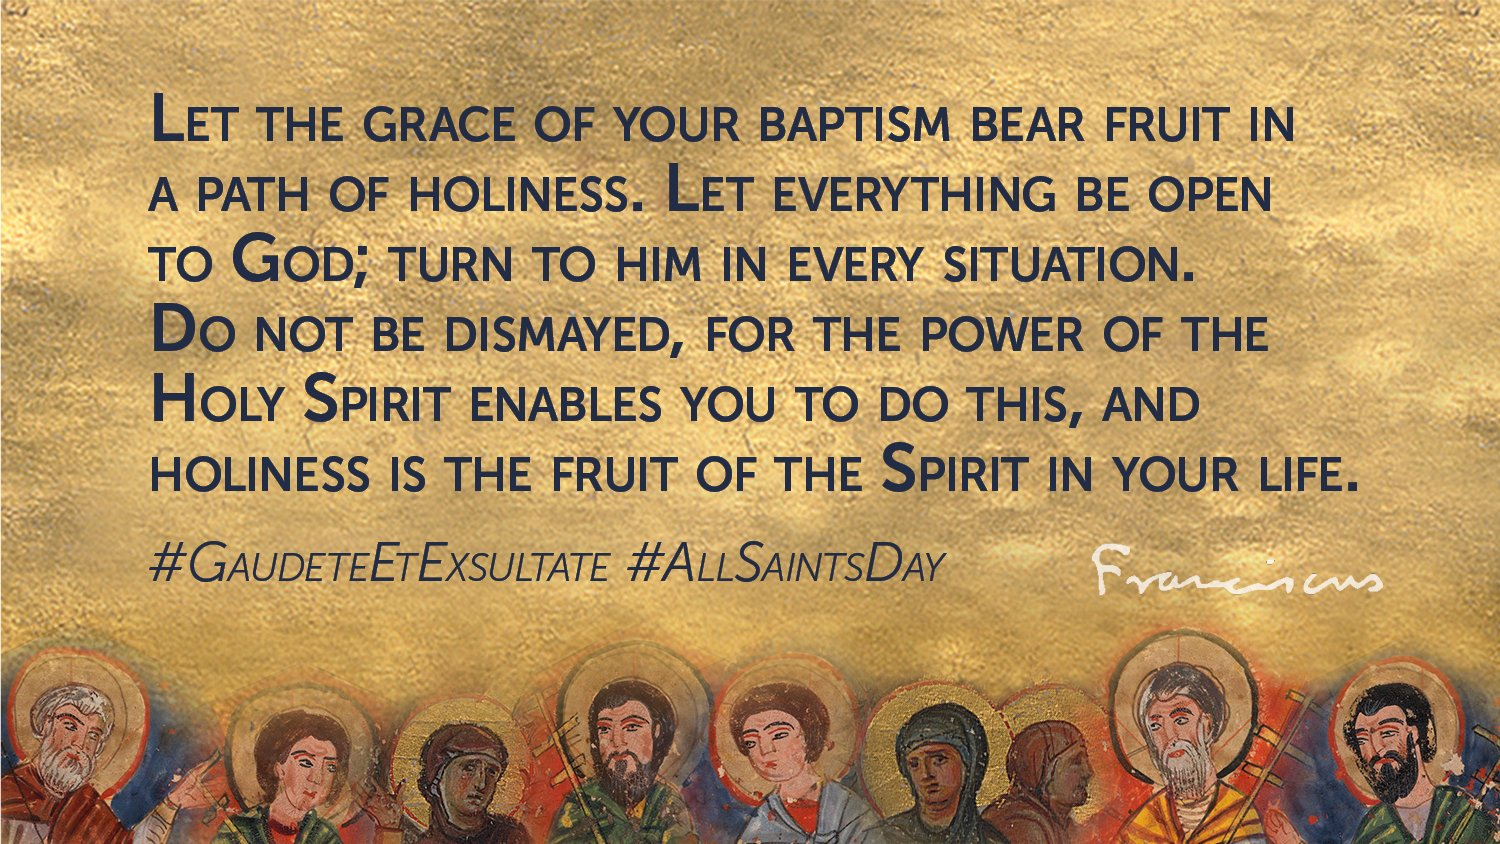 Let the grace of your baptism bear fruit in
a path of holiness. Let everything be open
to God; turn to him in every situation.
Do not be dismayed, for the power of the
Holy Spirit enables you to do this, and
holiness is the fruit of the Spirit in your life.
#GaudeteEtExsultate #AllSaintsDay
Franciscus